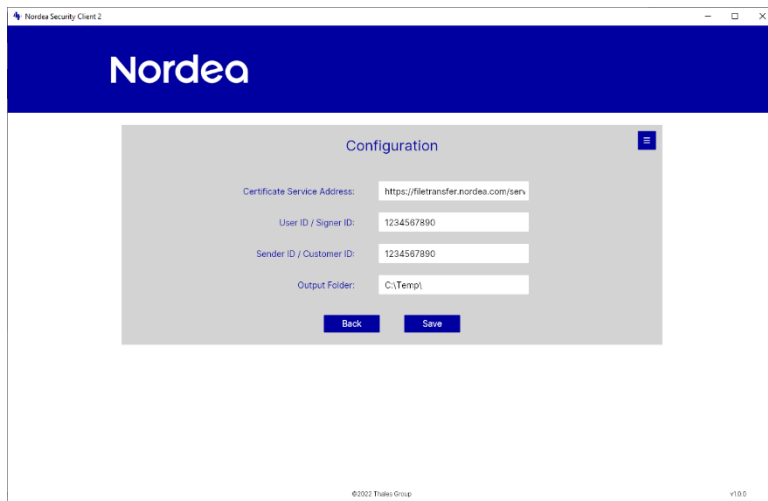 Nordea Security Client 2
Nordea
Configuration
Certificate Service Address: https://filetransfer.nordea.com/serv
User ID / Signer ID: 1234567890
Sender ID / Customer ID: 1234567890
Output Folder: C:\Temp\
Back Save
©2022 Thales Group v1.0.0